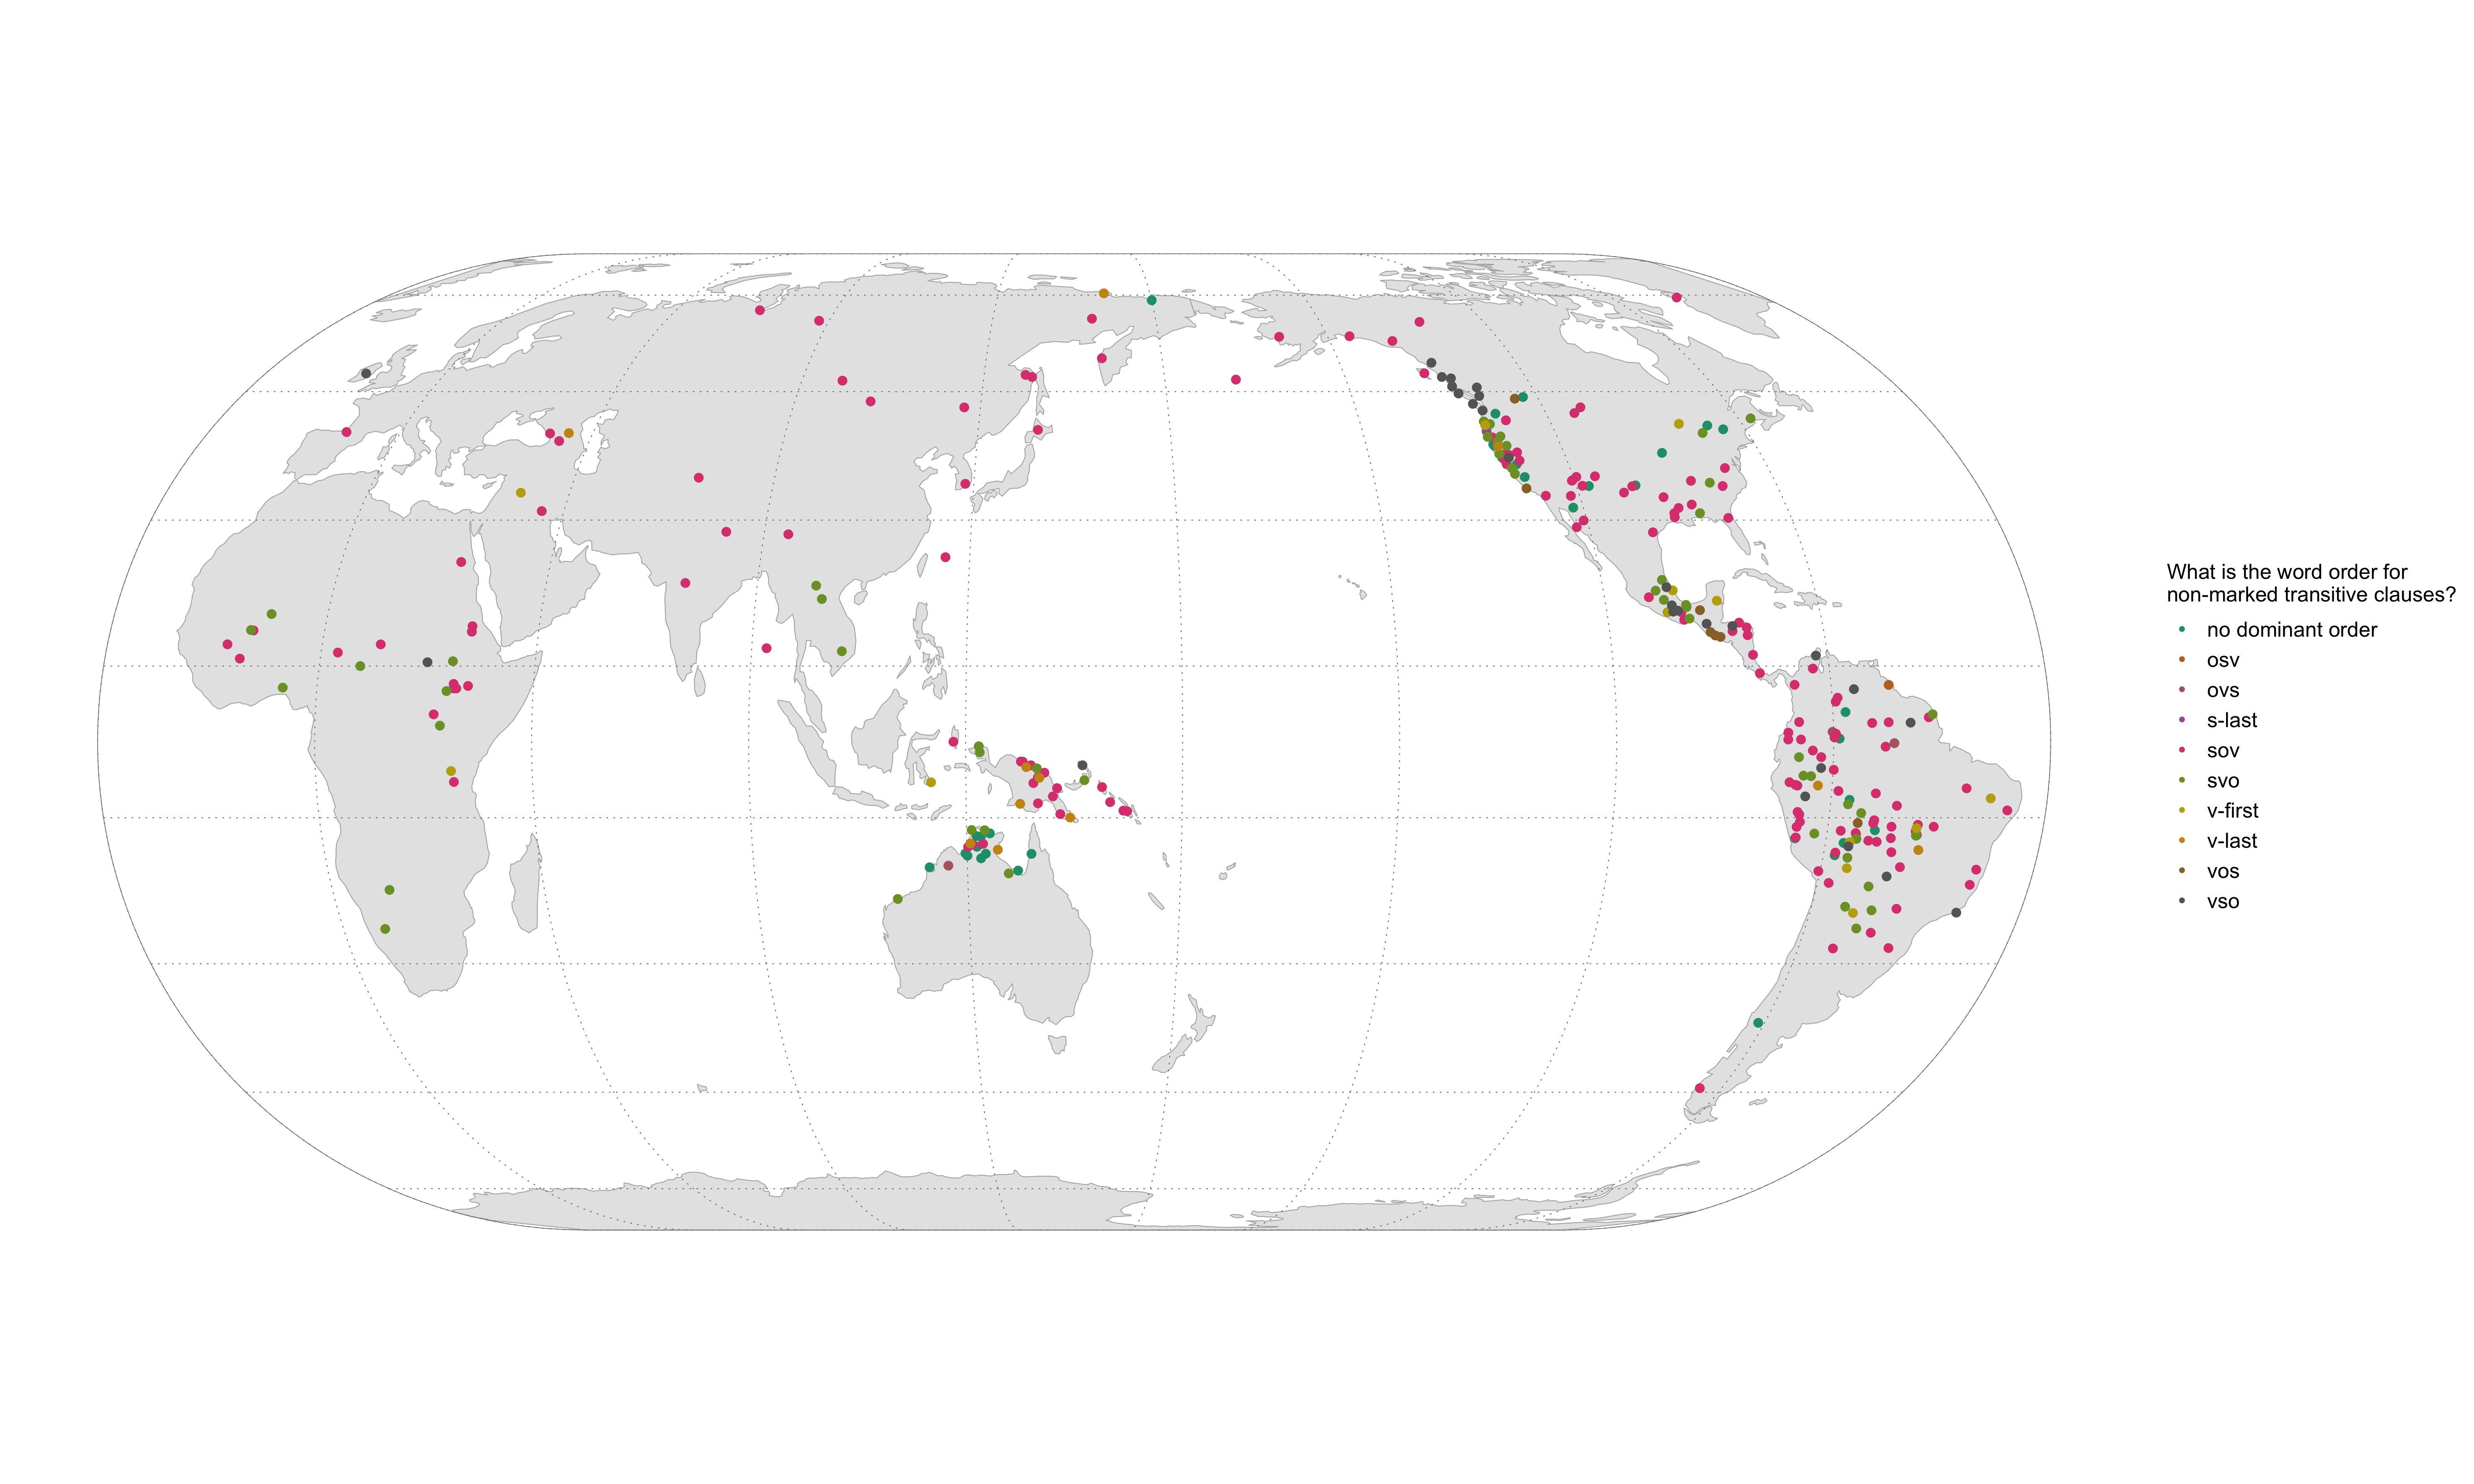 What is the word order for
non-marked transitive clauses?
no dominant order
osv
ovs
s-last
sov
svo
v-first
v-last
vos
vso